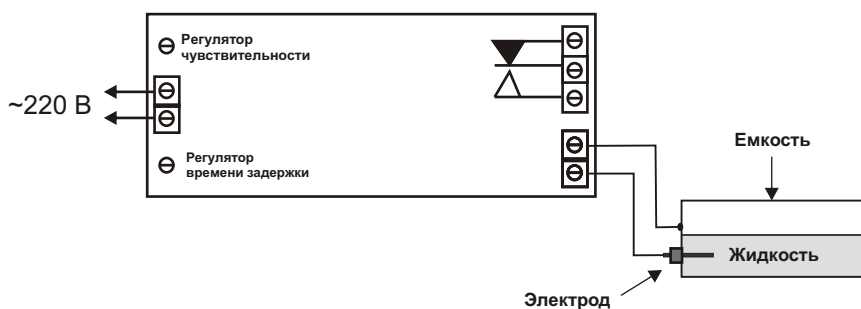 Регулятор
чувствительности
~220 В
Регулятор
времени задержки
Емкость
Жидкость
Электрод